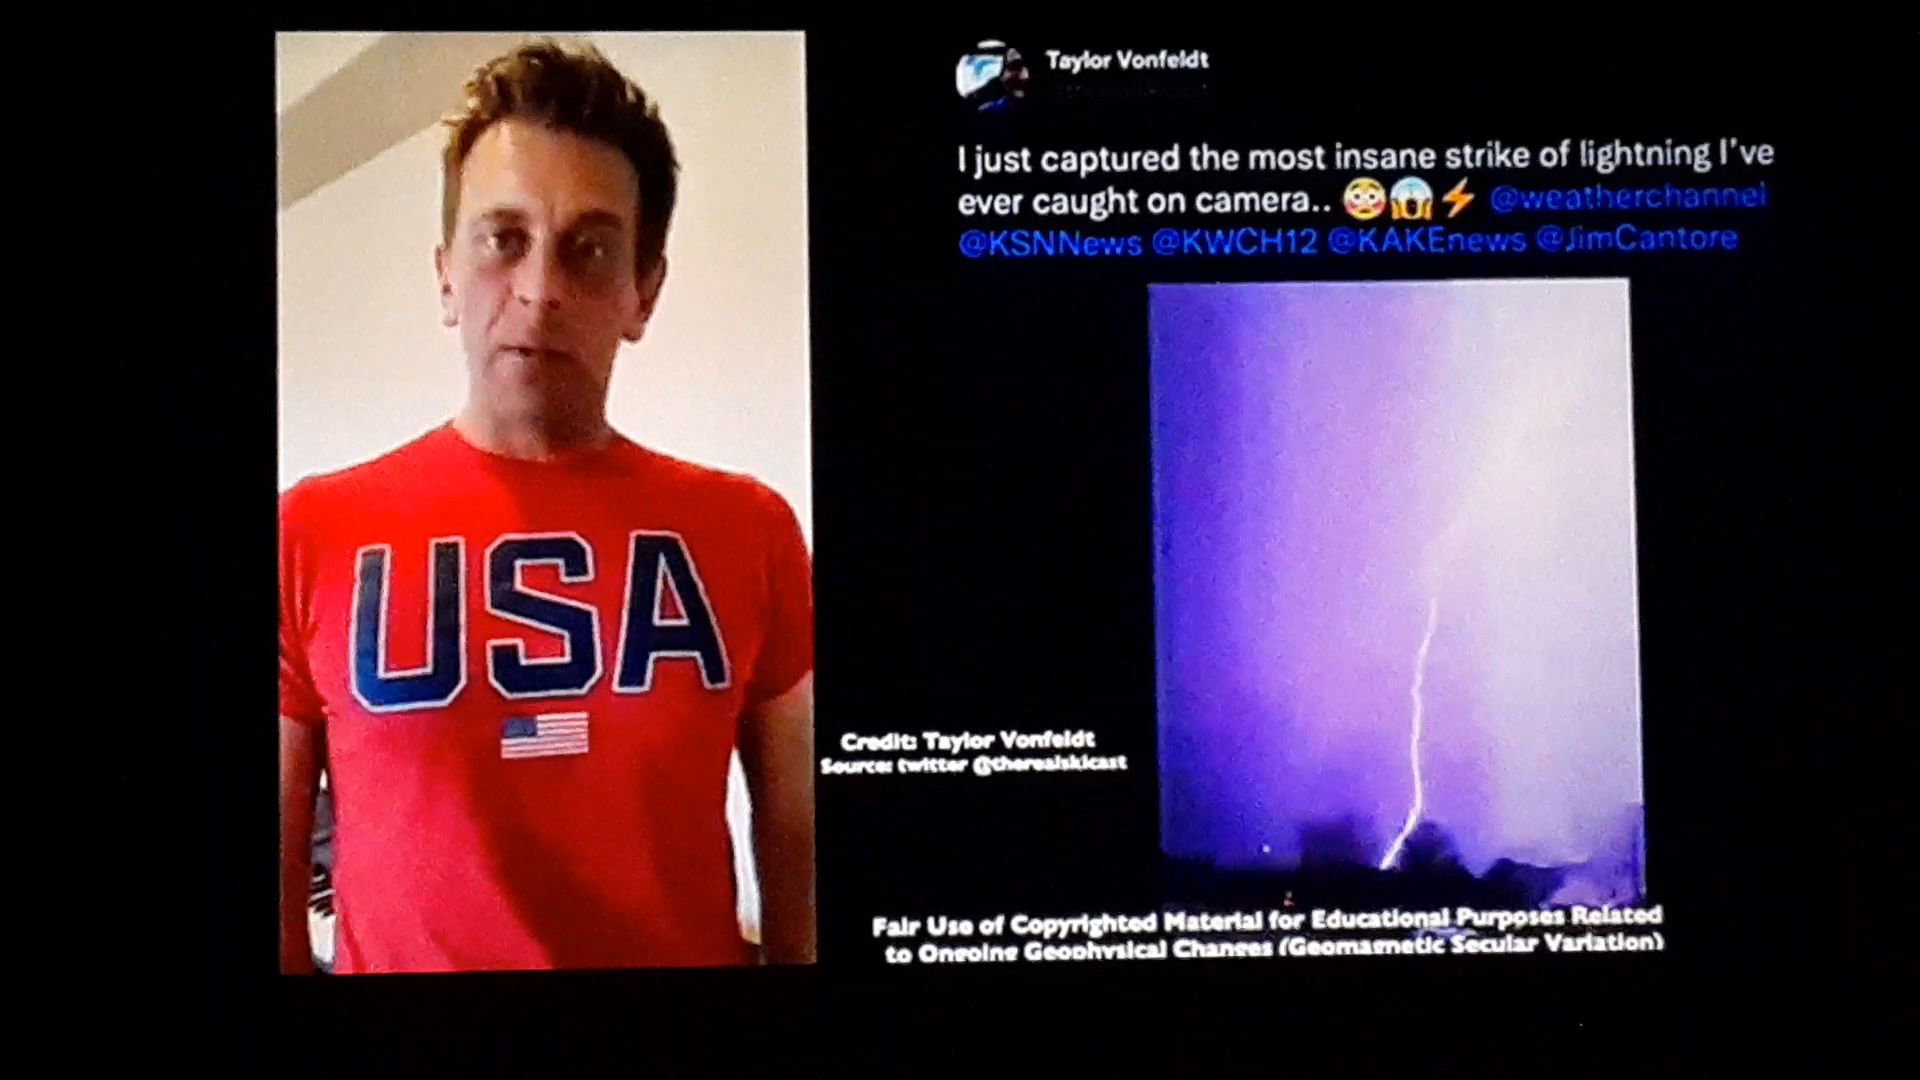 USA
Taylor Vonfeldt
I just captured the most insane strike of lightning I've
ever caught on camera.. 😳😱⚡ @weatherchannel
@KSNNews @KWCH12 @KAKEnews @JimCantore
Credit: Taylor Vonfeldt
Source: twitter @therealskicast
Fair Use of Copyrighted Material for Educational Purposes Related
to Ongoing Geophysical Changes (Geomagnetic Secular Variation)